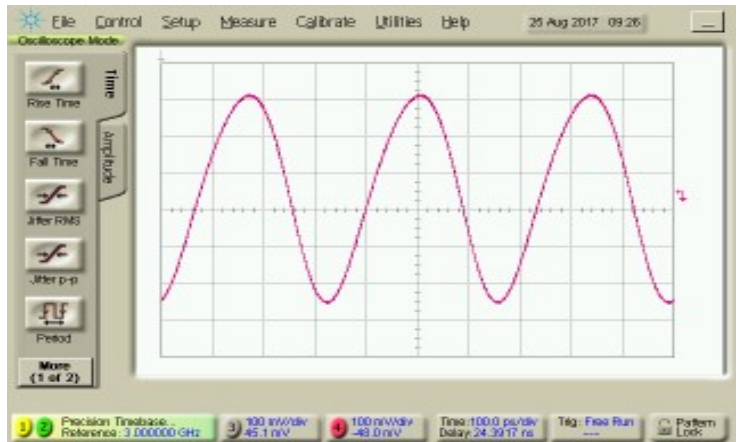 File Control Setup Measure Calibrate Utilities Help 25 Aug 2017 09:26
Oscilloscope Mode
Time
Amplitude
Rise Time
Fall Time
Jitter RMS
Jitter p-p
Period
More
(1 of 2)
1 2 Precision Timebase...
Reference: 3.000000 GHz
3 100 mV/div
45.1 mV
4 100 mV/div
-48.0 mV
Time:100.0 ps/div
Delay:24.3917 ns
Trig: Free Run
---
Pattern
Lock